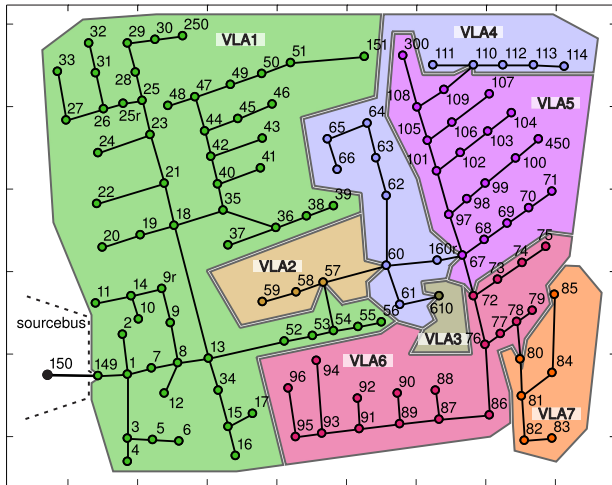 32 29 30 250
VLA1 VLA4
33 31 28 51 151 300 111 110 112 113 114
48 47 49 50 109 107
27 26 25r 25 46 64 108 VLA5
44 45 65 63 105 106 104
23 43 66 101 102 103 450
24 42 41 62 99 100
21 40 97 98 71
22 35 39 69 70
20 19 18 37 36 38 68
60 160r 67 75
9r VLA2 57 73 74
11 14 59 58 61 610 72 85
10 9 56 79
sourcebus 2 52 53 54 55 VLA3 76 77 78
150 149 1 7 8 13 VLA6 80 84
12 34 96 94 92 90 88 81
17 VLA7
3 5 6 15 95 93 91 89 87 86 82 83
4 16